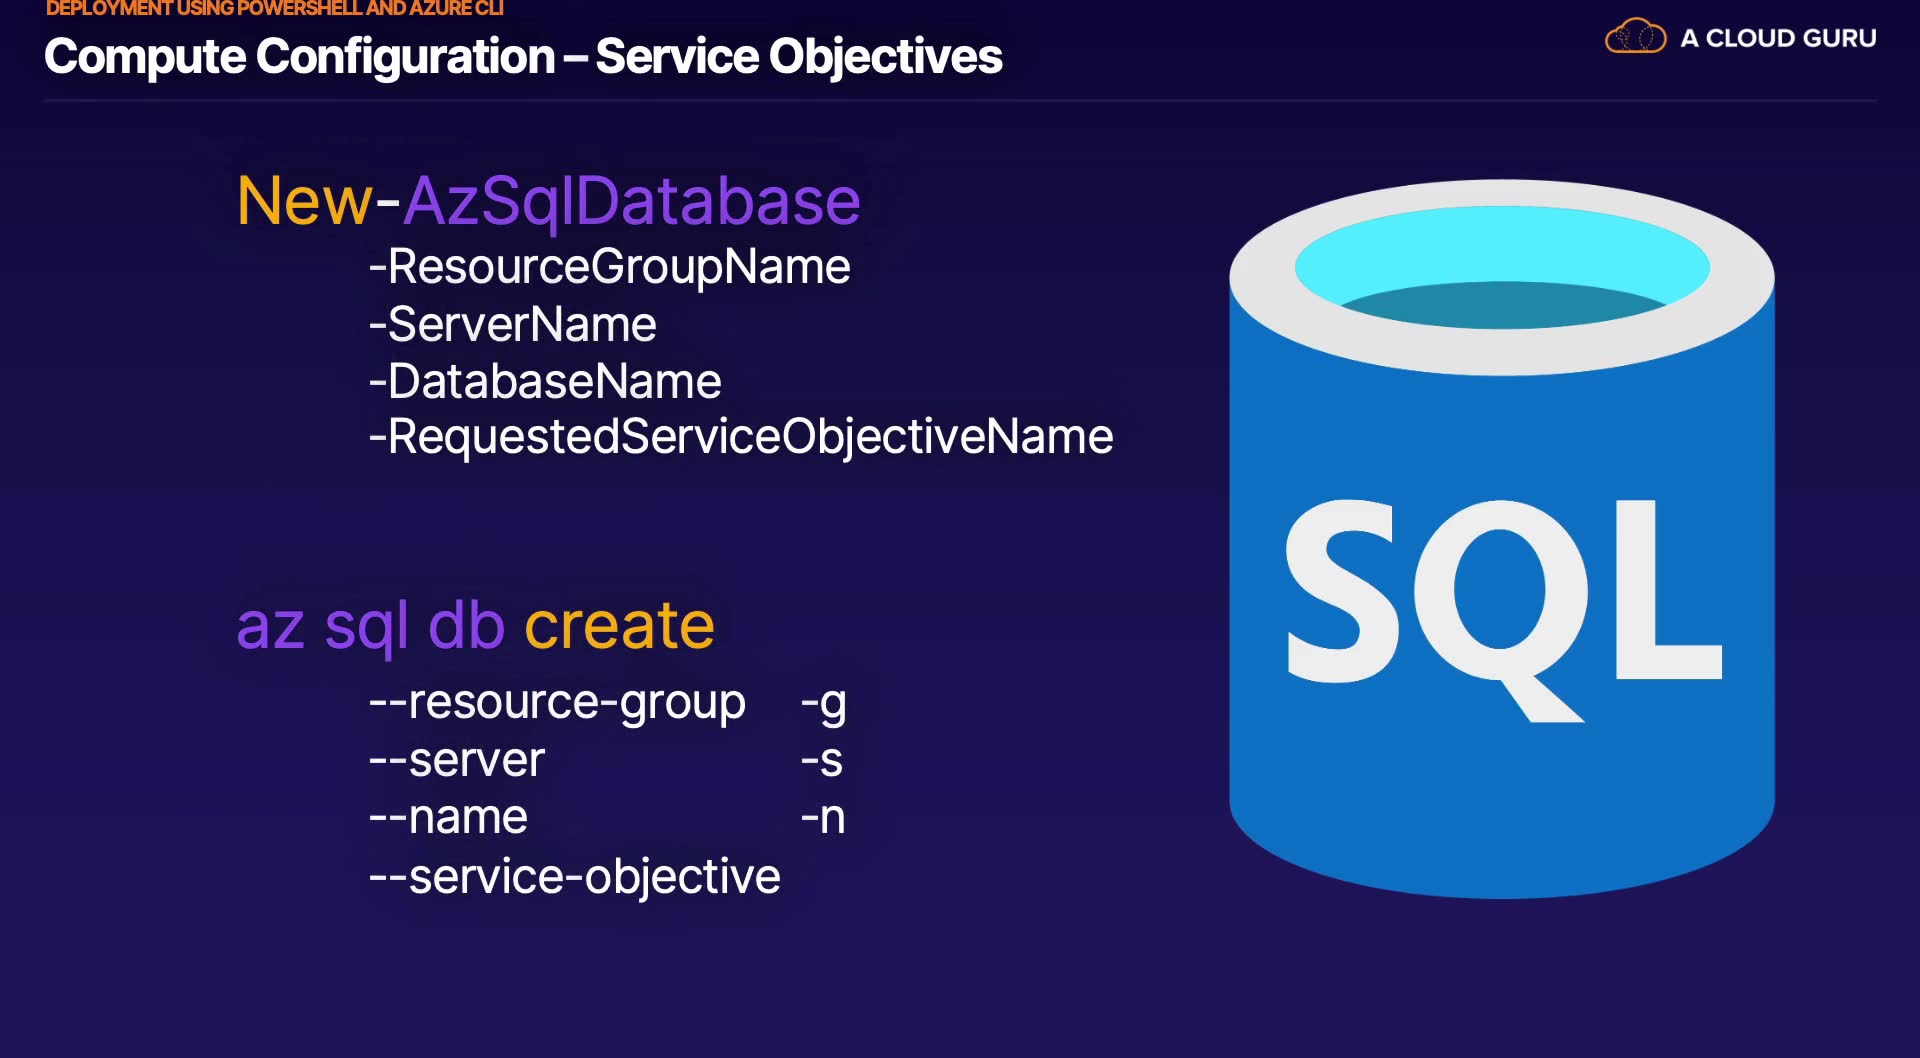 DEPLOYMENT USING POWERSHELL AND AZURE CLI
Compute Configuration – Service Objectives
A CLOUD GURU
New-AzSqlDatabase
-ResourceGroupName
-ServerName
-DatabaseName
-RequestedServiceObjectiveName
SQL
az sql db create
--resource-group -g
--server -s
--name -n
--service-objective